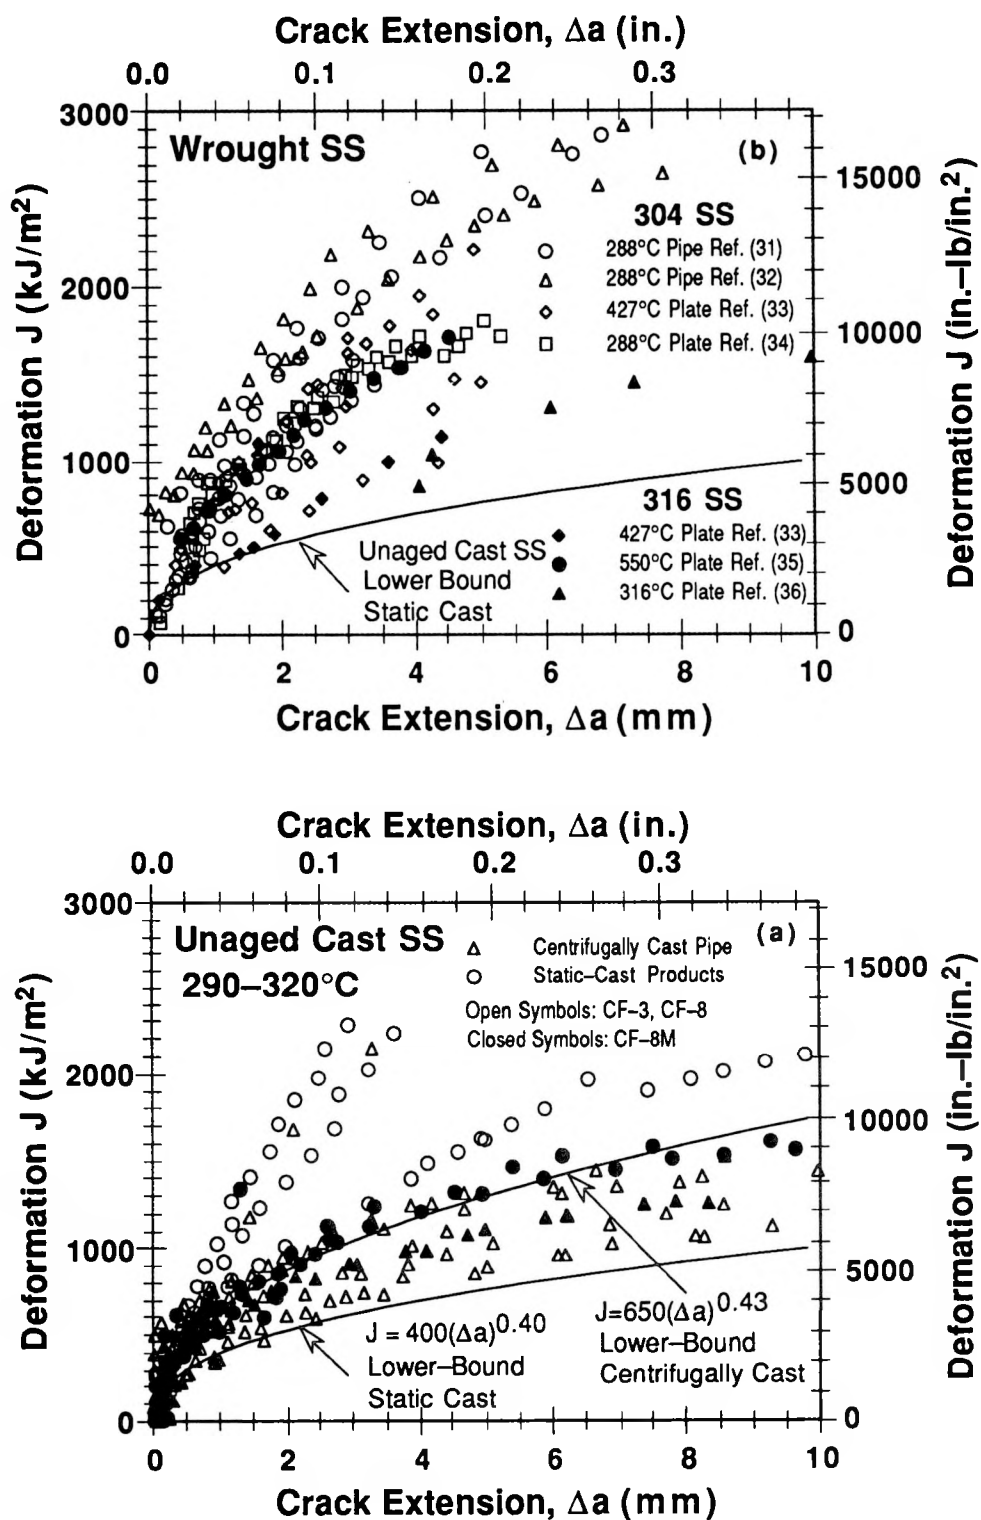 Crack Extension, Δa (in.)
0.0 0.1 0.2 0.3
3000
2000
1000
0
Deformation J (kJ/m²)
Wrought SS
(b)
304 SS
288°C Pipe Ref. (31)
288°C Pipe Ref. (32)
427°C Plate Ref. (33)
288°C Plate Ref. (34)
316 SS
427°C Plate Ref. (33)
550°C Plate Ref. (35)
316°C Plate Ref. (36)
Unaged Cast SS
Lower Bound
Static Cast
15000
10000
5000
0
Deformation J (in.–lb/in.²)
0 2 4 6 8 10
Crack Extension, Δa (mm)
Crack Extension, Δa (in.)
0.0 0.1 0.2 0.3
3000
2000
1000
0
Deformation J (kJ/m²)
Unaged Cast SS
290–320°C
(a)
Centrifugally Cast Pipe
Static–Cast Products
Open Symbols: CF–3, CF–8
Closed Symbols: CF–8M
J = 400(Δa)^0.40
Lower–Bound
Static Cast
J=650(Δa)^0.43
Lower–Bound
Centrifugally Cast
15000
10000
5000
0
Deformation J (in.–lb/in.²)
0 2 4 6 8 10
Crack Extension, Δa (mm)